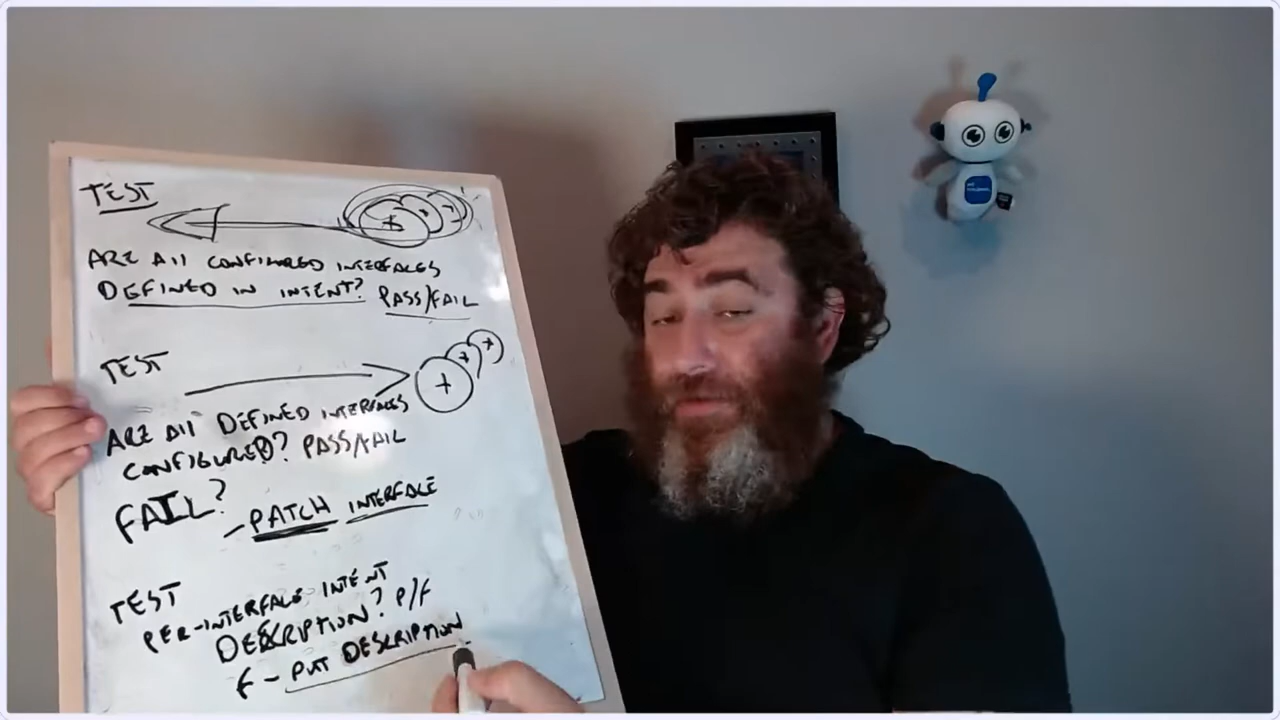 TEST
ARE All CONFIGURED INTERFACES
DEFINED IN INTENT? PASS/FAIL
TEST
ARE All DEFINED INTERFACES
CONFIGURED? PASS/FAIL
FAIL?
- PATCH INTERFACE
TEST
PER-INTERFACE INTENT
DESCRIPTION? P/F
F - PUT DESCRIPTION